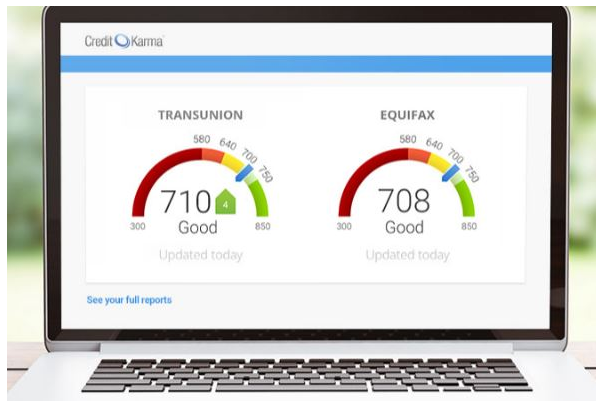 Credit Karma
TRANSUNION
580 640 700 750
710 4
Good
300 850
Updated today
EQUIFAX
580 640 700 750
708
Good
300 850
Updated today
See your full reports